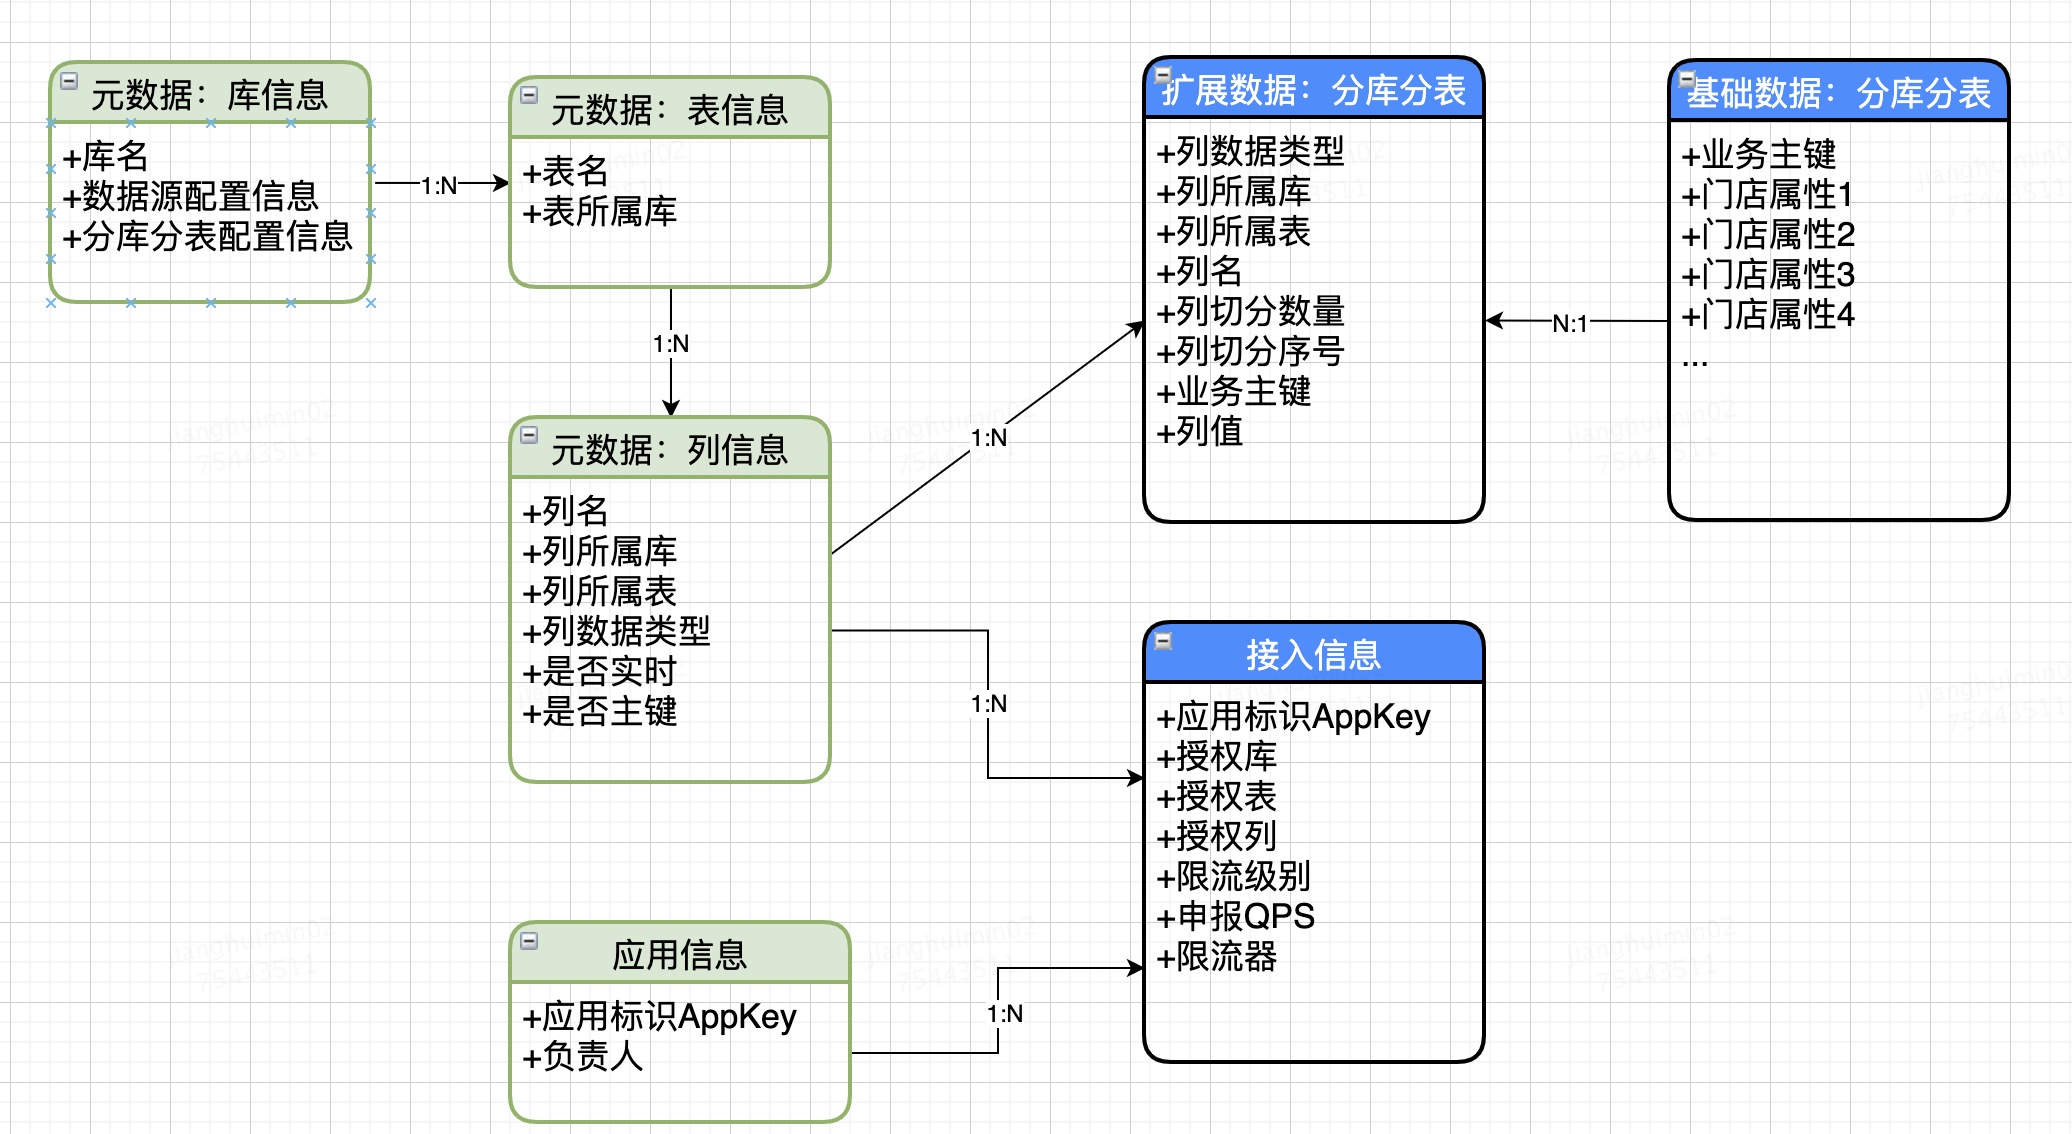 元数据：库信息
+库名
+数据源配置信息
+分库分表配置信息
1:N
元数据：表信息
+表名
+表所属库
1:N
元数据：列信息
+列名
+列所属库
+列所属表
+列数据类型
+是否实时
+是否主键
1:N
1:N
扩展数据：分库分表
+列数据类型
+列所属库
+列所属表
+列名
+列切分数量
+列切分序号
+业务主键
+列值
N:1
基础数据：分库分表
+业务主键
+门店属性1
+门店属性2
+门店属性3
+门店属性4
...
接入信息
+应用标识AppKey
+授权库
+授权表
+授权列
+限流级别
+申报QPS
+限流器
应用信息
+应用标识AppKey
+负责人
1:N
jianghuimin02
75443511